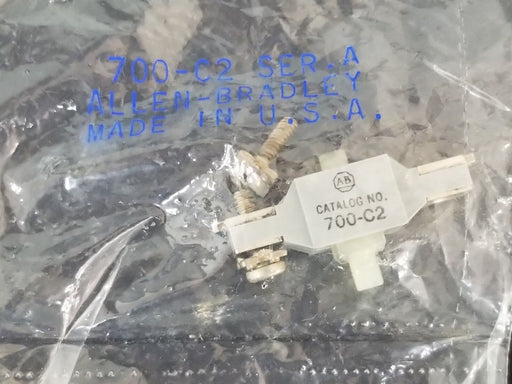 700-C2 SER.A
ALLEN-BRADLEY
MADE IN U.S.A.
AB
CATALOG NO.
700-C2